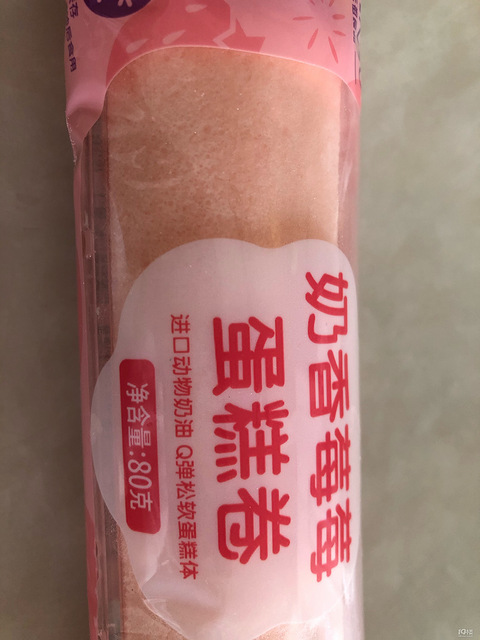 奶香莓莓
蛋糕卷
进口动物奶油 Q弹松软蛋糕体
净含量:80克